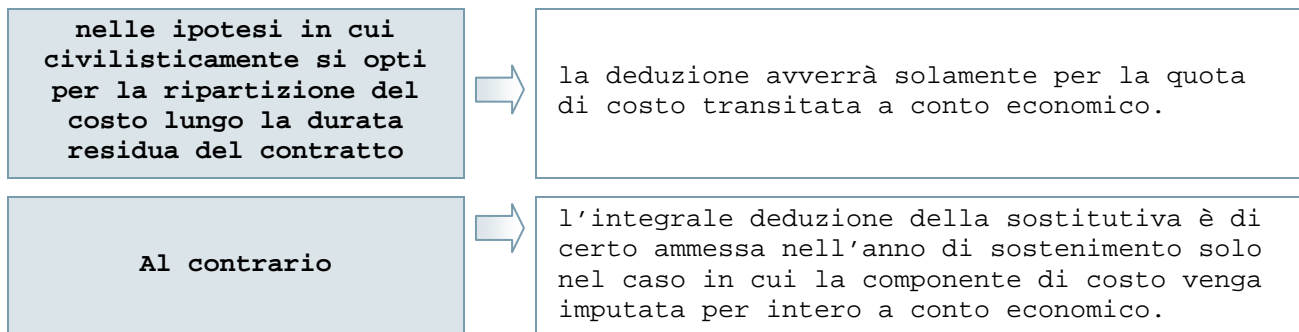 nelle ipotesi in cui
civilisticamente si opti
per la ripartizione del
costo lungo la durata
residua del contratto
la deduzione avverrà solamente per la quota
di costo transitata a conto economico.
Al contrario
l’integrale deduzione della sostitutiva è di
certo ammessa nell’anno di sostenimento solo
nel caso in cui la componente di costo venga
imputata per intero a conto economico.